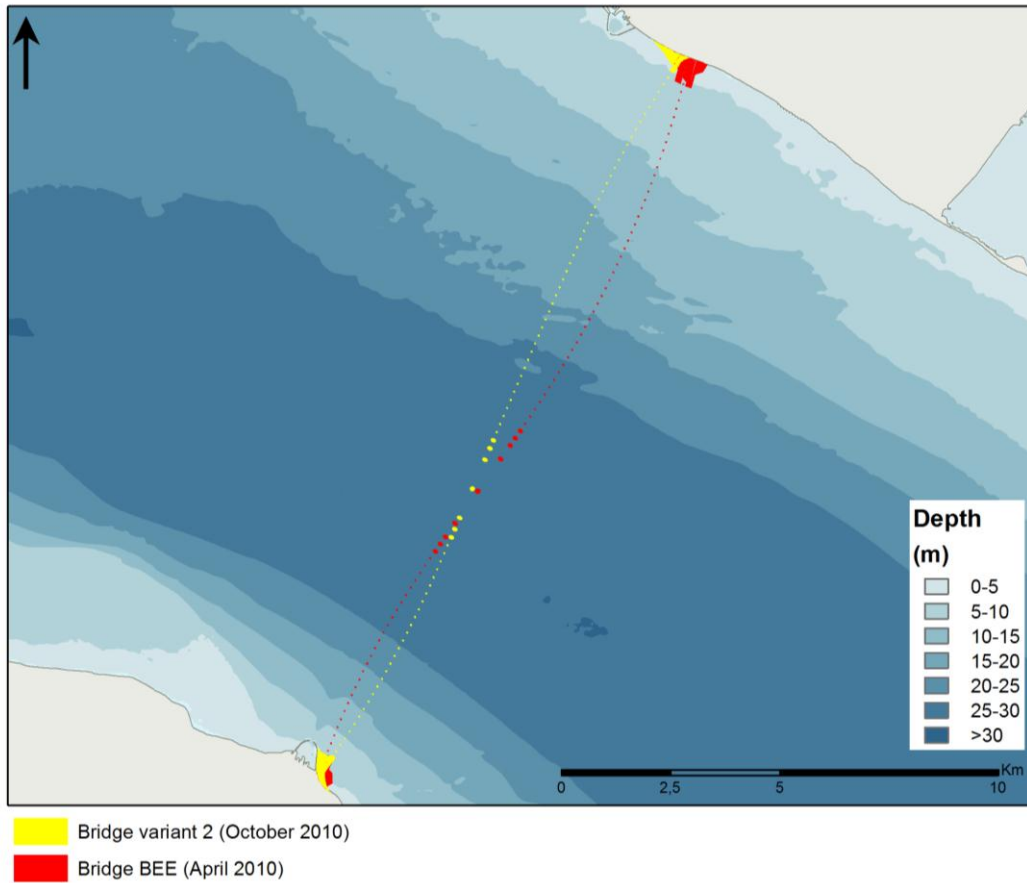 Depth
(m)
0-5
5-10
10-15
15-20
20-25
25-30
>30
Km
0 2,5 5 10
Bridge variant 2 (October 2010)
Bridge BEE (April 2010)